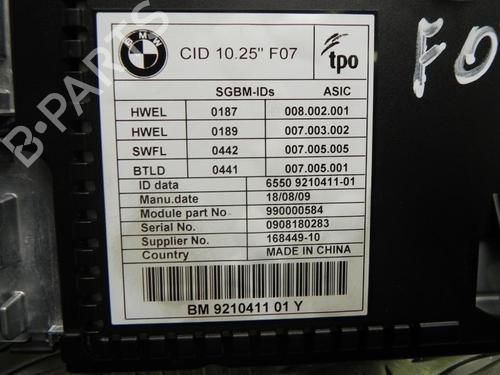 BMW
CID 10.25" F07
tpo
SGBM-IDs ASIC
HWEL 0187 008.002.001
HWEL 0189 007.003.002
SWFL 0442 007.005.005
BTLD 0441 007.005.001
ID data 6550 9210411-01
Manu.date 18/08/09
Module part No 990000584
Serial No. 0908180283
Supplier No. 168449-10
Country MADE IN CHINA
BM 9210411 01 Y
F0